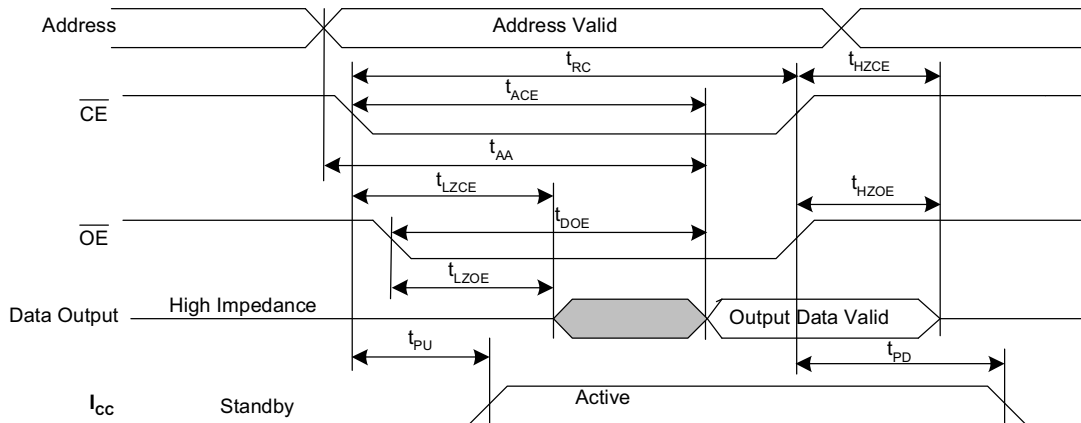 Address
Address Valid
tRC
tHZCE
tACE
CE
tAA
tLZCE
tHZOE
tDOE
OE
tLZOE
Data Output
High Impedance
Output Data Valid
tPU
tPD
ICC
Standby
Active